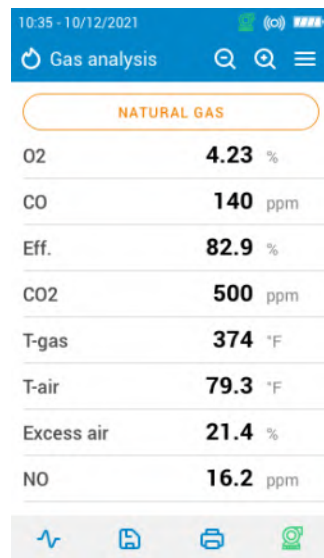 10:35 - 10/12/2021
Gas analysis
NATURAL GAS
O2 4.23 %
CO 140 ppm
Eff. 82.9 %
CO2 500 ppm
T-gas 374 °F
T-air 79.3 °F
Excess air 21.4 %
NO 16.2 ppm